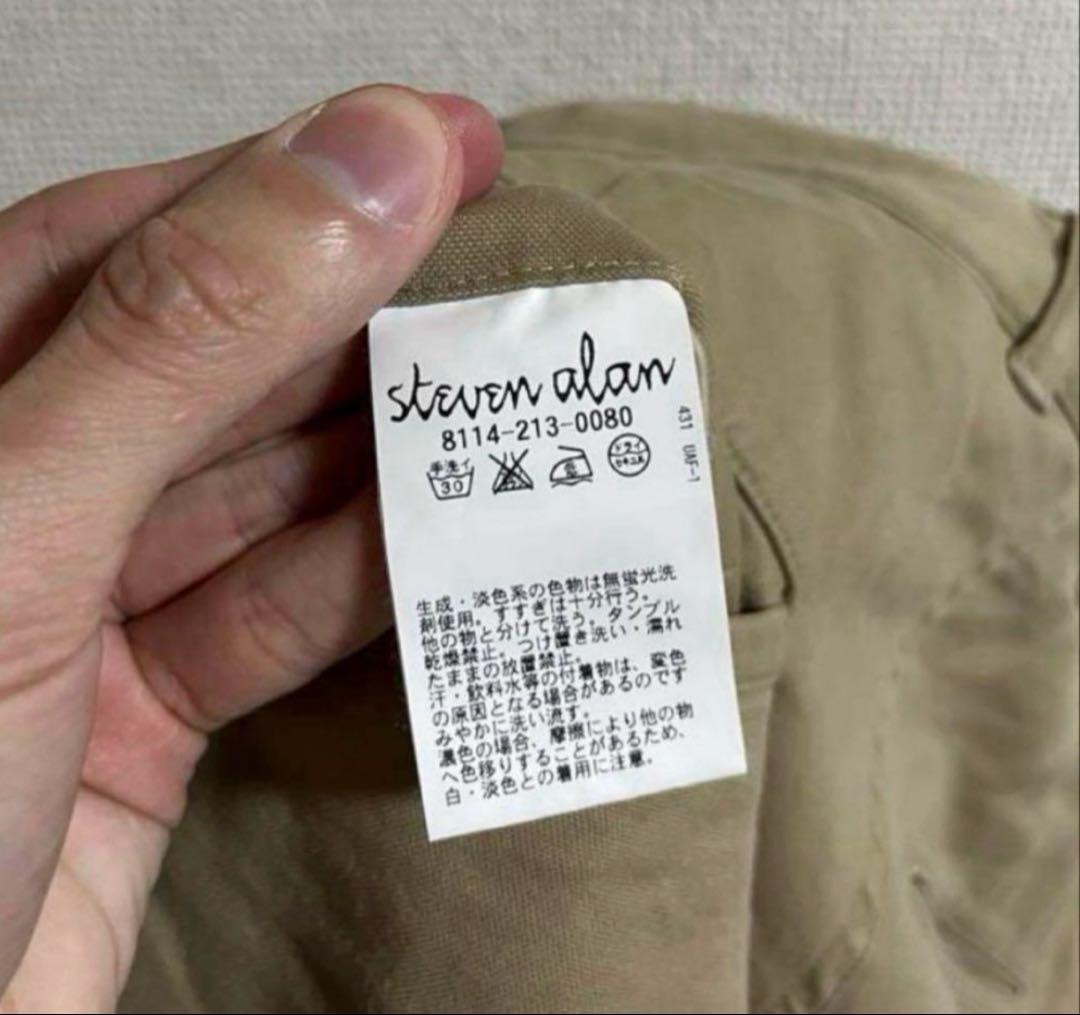 steven alan
8114-213-0080
手洗イ
30
ドライ
セキユ系
431 UAF-1
生成・淡色系の色物は無蛍光洗
剤使用。すすぎは十分行う。
他の物と分けて洗う。タンブル
乾燥禁止。つけ置き洗い・濡れ
たままの放置禁止。
汗・飲料水等の付着物は、変色
の原因となる場合があるのです
みやかに洗い流す。
濃色の場合、摩擦により他の物
へ色移りすることがあるため、
白・淡色との着用に注意。